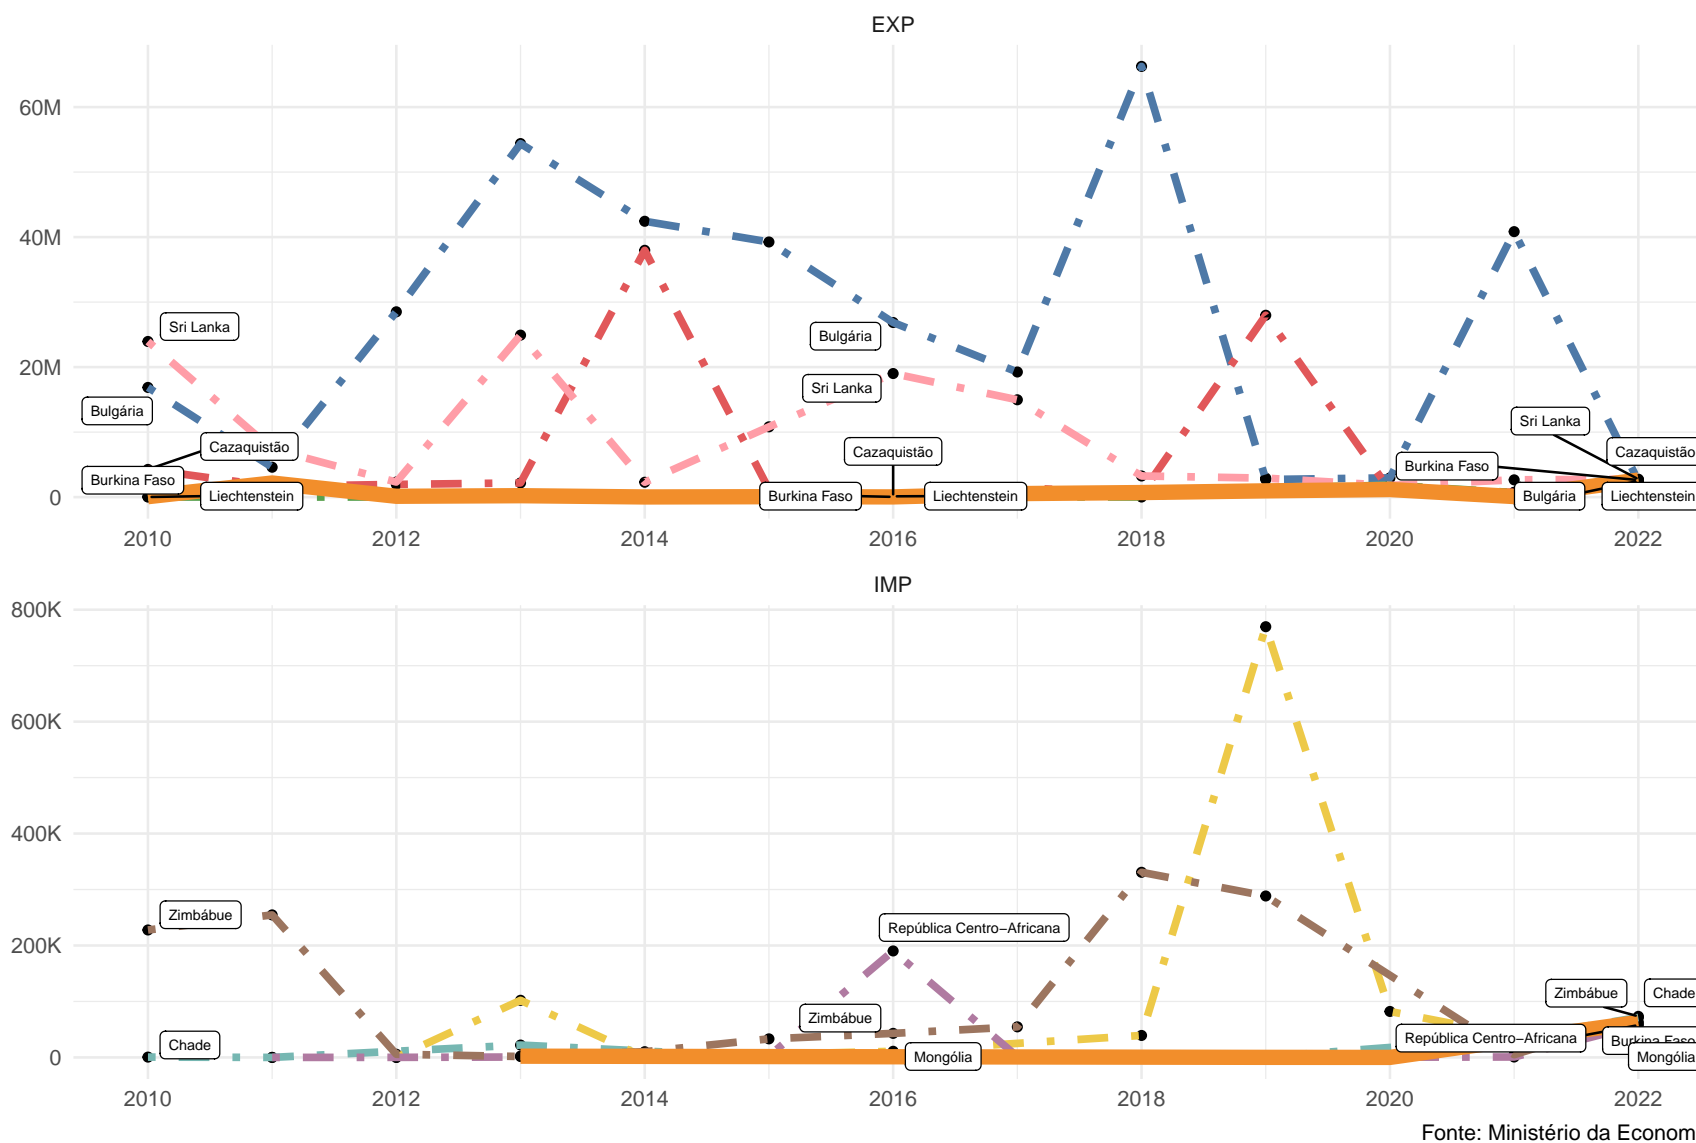 EXP
60M
40M
20M
0
Sri Lanka
Bulgária
Cazaquistão
Burkina Faso
Liechtenstein
Bulgária
Sri Lanka
Cazaquistão
Burkina Faso
Liechtenstein
Sri Lanka
Cazaquistão
Burkina Faso
Bulgária
Liechtenstein
2010 2012 2014 2016 2018 2020 2022
IMP
800K
600K
400K
200K
0
Zimbábue
Chade
República Centro−Africana
Zimbábue
Mongólia
Zimbábue
Chade
República Centro−Africana
Burkina Faso
Mongólia
2010 2012 2014 2016 2018 2020 2022
Fonte: Ministério da Econom